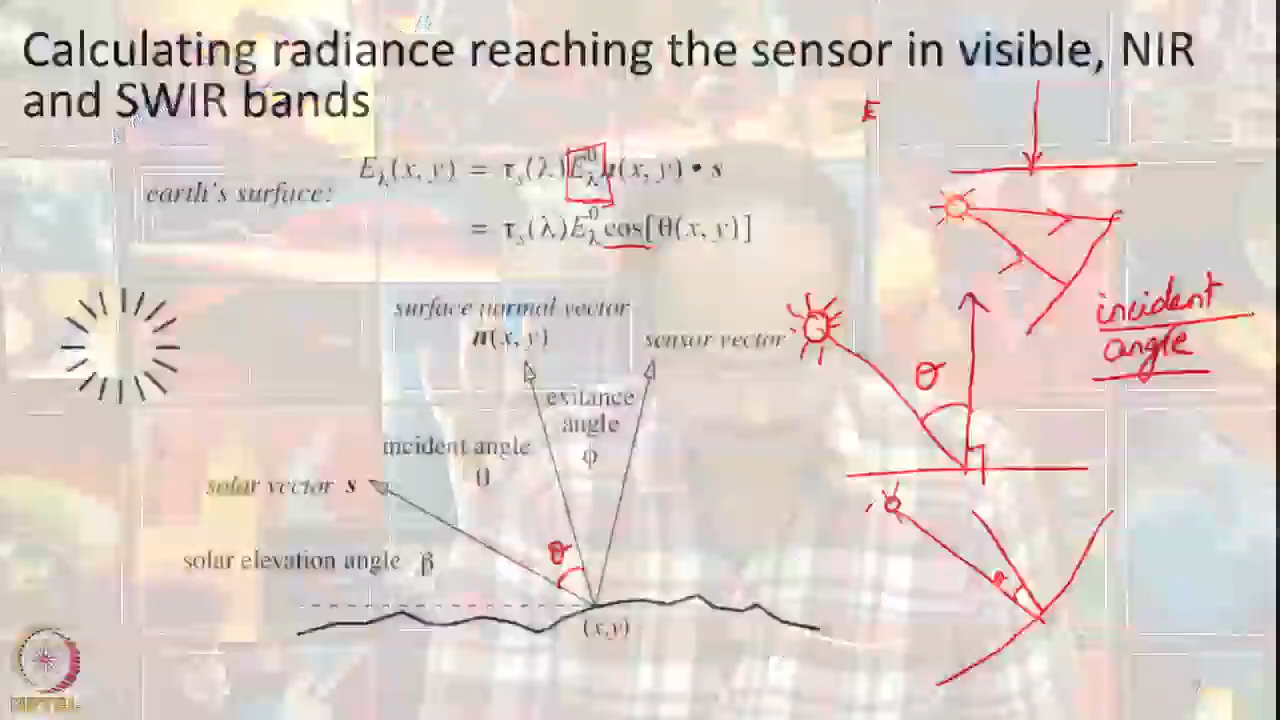 Calculating radiance reaching the sensor in visible, NIR
and SWIR bands
E
earth's surface: E_λ(x, y) = τ_s(λ)E_λ^0 n(x, y) • s
= τ_s(λ)E_λ^0 cos[θ(x, y)]
surface normal vector
n(x, y)
sensor vector
incident
angle
θ
exitance
angle
φ
incident angle
θ
solar vector s
solar elevation angle β
θ
(x,y)
NPTEL